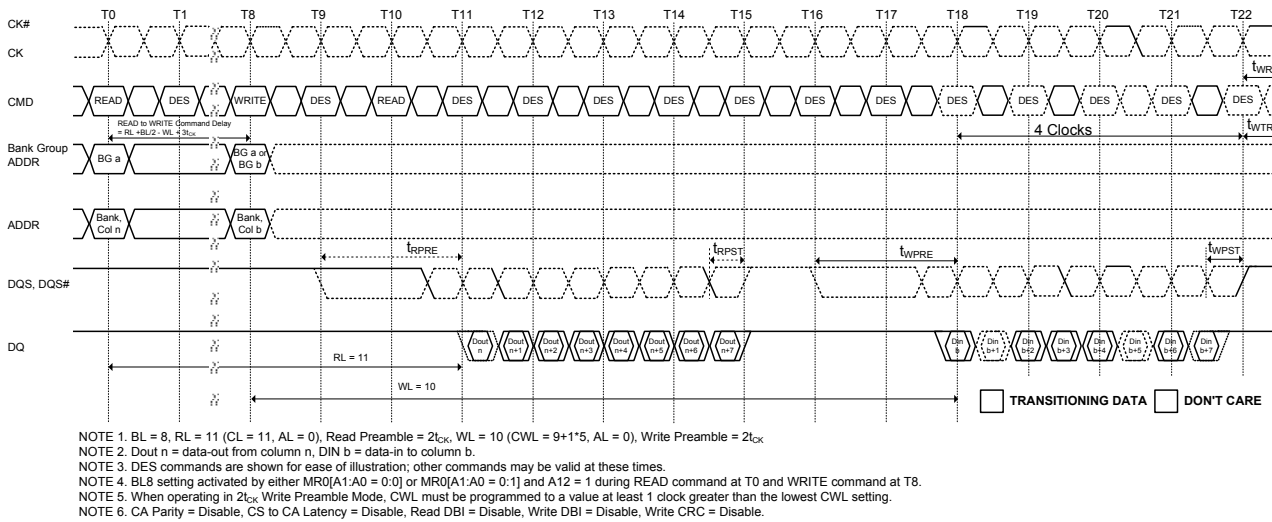 T0 T1 T8 T9 T10 T11 T12 T13 T14 T15 T16 T17 T18 T19 T20 T21 T22
CK#
CK
tWR
CMD READ DES WRITE DES READ DES DES DES DES DES DES DES DES DES DES DES DES
READ to WRITE Command Delay
= RL +BL/2 - WL + 3tCK
4 Clocks
tWTR
Bank Group
ADDR
BG a
BG a or
BG b
ADDR
Bank,
Col n
Bank,
Col b
tRPRE tRPST tWPRE tWPST
DQS, DQS#
DQ
Dout n Dout n+1 Dout n+2 Dout n+3 Dout n+4 Dout n+5 Dout n+6 Dout n+7
Din b Din b+1 Din b+2 Din b+3 Din b+4 Din b+5 Din b+6 Din b+7
RL = 11
WL = 10
TRANSITIONING DATA DON'T CARE
NOTE 1. BL = 8, RL = 11 (CL = 11, AL = 0), Read Preamble = 2tCK, WL = 10 (CWL = 9+1*5, AL = 0), Write Preamble = 2tCK
NOTE 2. Dout n = data-out from column n, DIN b = data-in to column b.
NOTE 3. DES commands are shown for ease of illustration; other commands may be valid at these times.
NOTE 4. BL8 setting activated by either MR0[A1:A0 = 0:0] or MR0[A1:A0 = 0:1] and A12 = 1 during READ command at T0 and WRITE command at T8.
NOTE 5. When operating in 2tCK Write Preamble Mode, CWL must be programmed to a value at least 1 clock greater than the lowest CWL setting.
NOTE 6. CA Parity = Disable, CS to CA Latency = Disable, Read DBI = Disable, Write DBI = Disable, Write CRC = Disable.